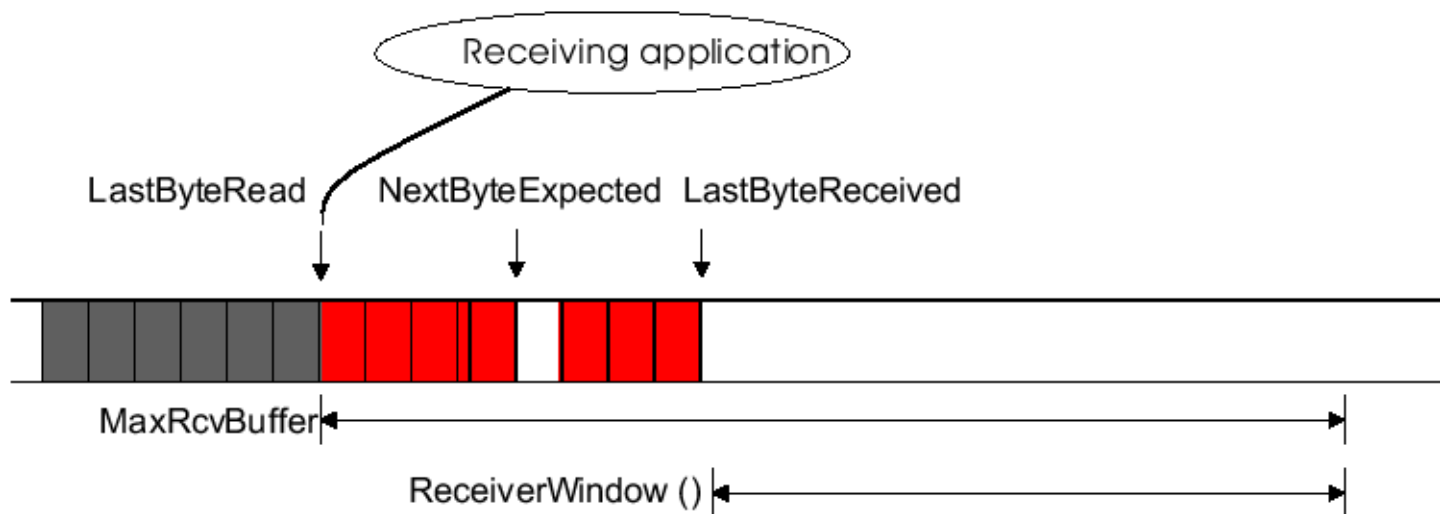 Receiving application
LastByteRead NextByteExpected LastByteReceived
MaxRcvBuffer
ReceiverWindow ()